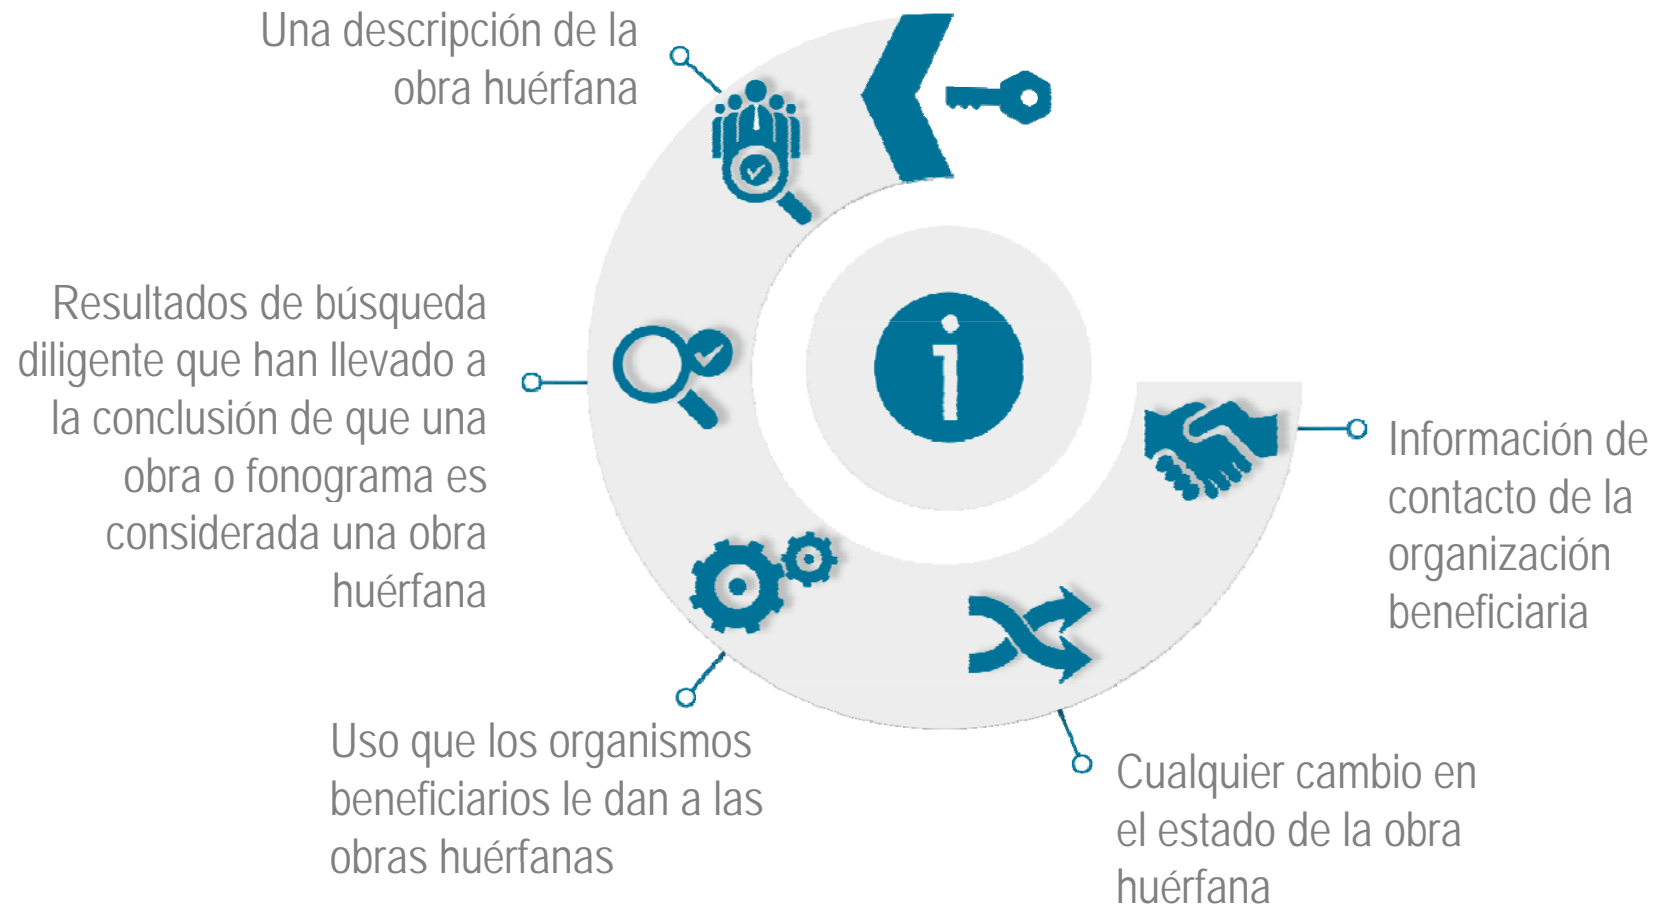 Una descripción de la
obra huérfana
Resultados de búsqueda
diligente que han llevado a
la conclusión de que una
obra o fonograma es
considerada una obra
huérfana
Uso que los organismos
beneficiarios le dan a las
obras huérfanas
Cualquier cambio en
el estado de la obra
huérfana
Información de
contacto de la
organización
beneficiaria